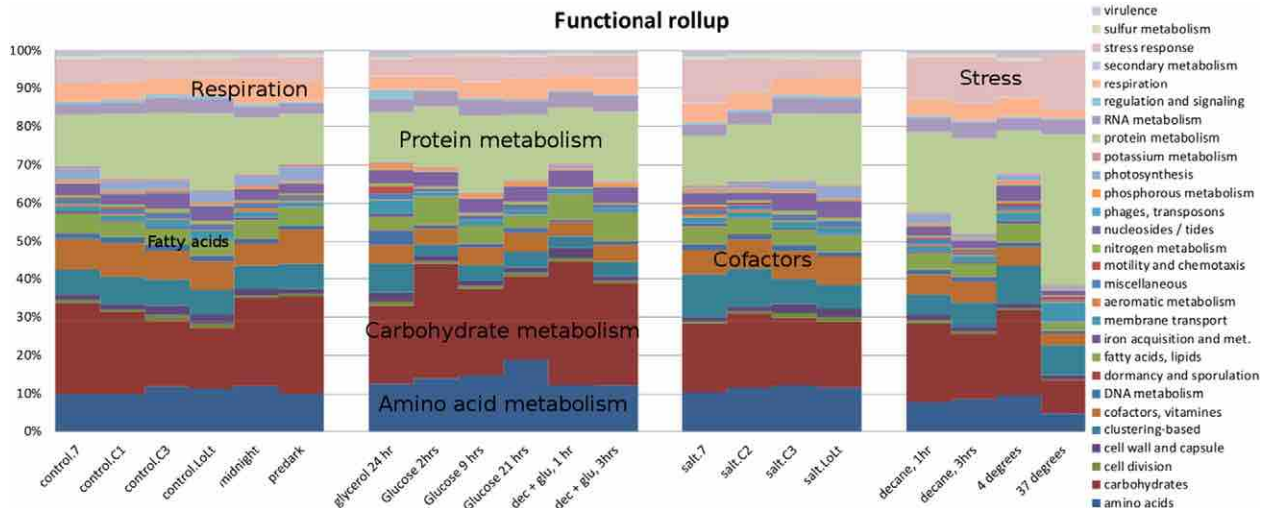 Functional rollup
100%
90%
80%
70%
60%
50%
40%
30%
20%
10%
0%
Respiration
Protein metabolism
Fatty acids
Carbohydrate metabolism
Amino acid metabolism
Cofactors
Stress
control.7
control.C1
control.C3
control.LoLt
midnight
predark
glycerol 24 hr
Glucose 2hrs
Glucose 9 hrs
Glucose 21 hrs
dec + glu, 1 hr
dec + glu, 3hrs
salt.7
salt.C2
salt.C3
salt.LoLt
decane, 1hr
decane, 3hrs
4 degrees
37 degrees
virulence
sulfur metabolism
stress response
secondary metabolism
respiration
regulation and signaling
RNA metabolism
protein metabolism
potassium metabolism
photosynthesis
phosphorous metabolism
phages, transposons
nucleosides / tides
nitrogen metabolism
motility and chemotaxis
miscellaneous
aeromatic metabolism
membrane transport
iron acquisition and met.
fatty acids, lipids
dormancy and sporulation
DNA metabolism
cofactors, vitamines
clustering-based
cell wall and capsule
cell division
carbohydrates
amino acids